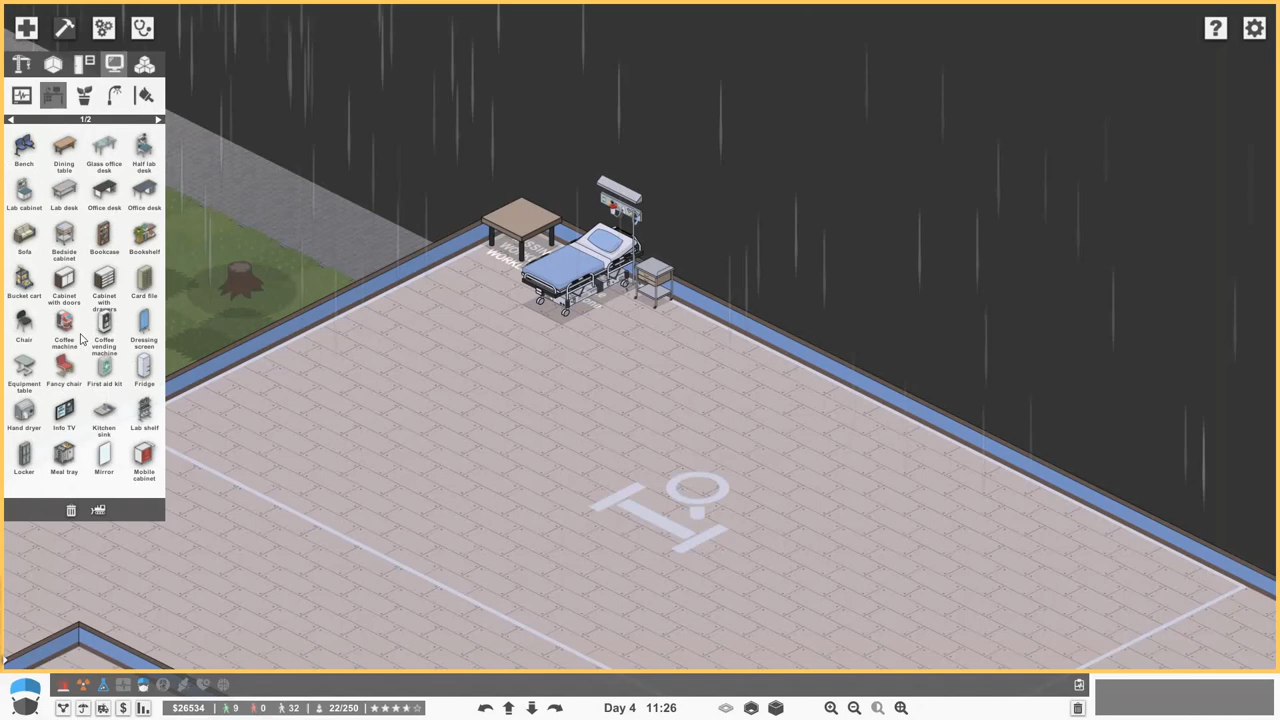 1/2
Bench
Dining table
Glass office desk
Half lab desk
Lab cabinet
Lab desk
Office desk
Office desk
Sofa
Bedside cabinet
Bookcase
Bookshelf
Bucket cart
Cabinet with doors
Cabinet with drawers
Card file
Chair
Coffee machine
Coffee vending machine
Dressing screen
Equipment table
Fancy chair
First aid kit
Fridge
Hand dryer
Info TV
Kitchen sink
Lab shelf
Locker
Meal tray
Mirror
Mobile cabinet
$26534
9
0
32
22/250
Day 4 11:26